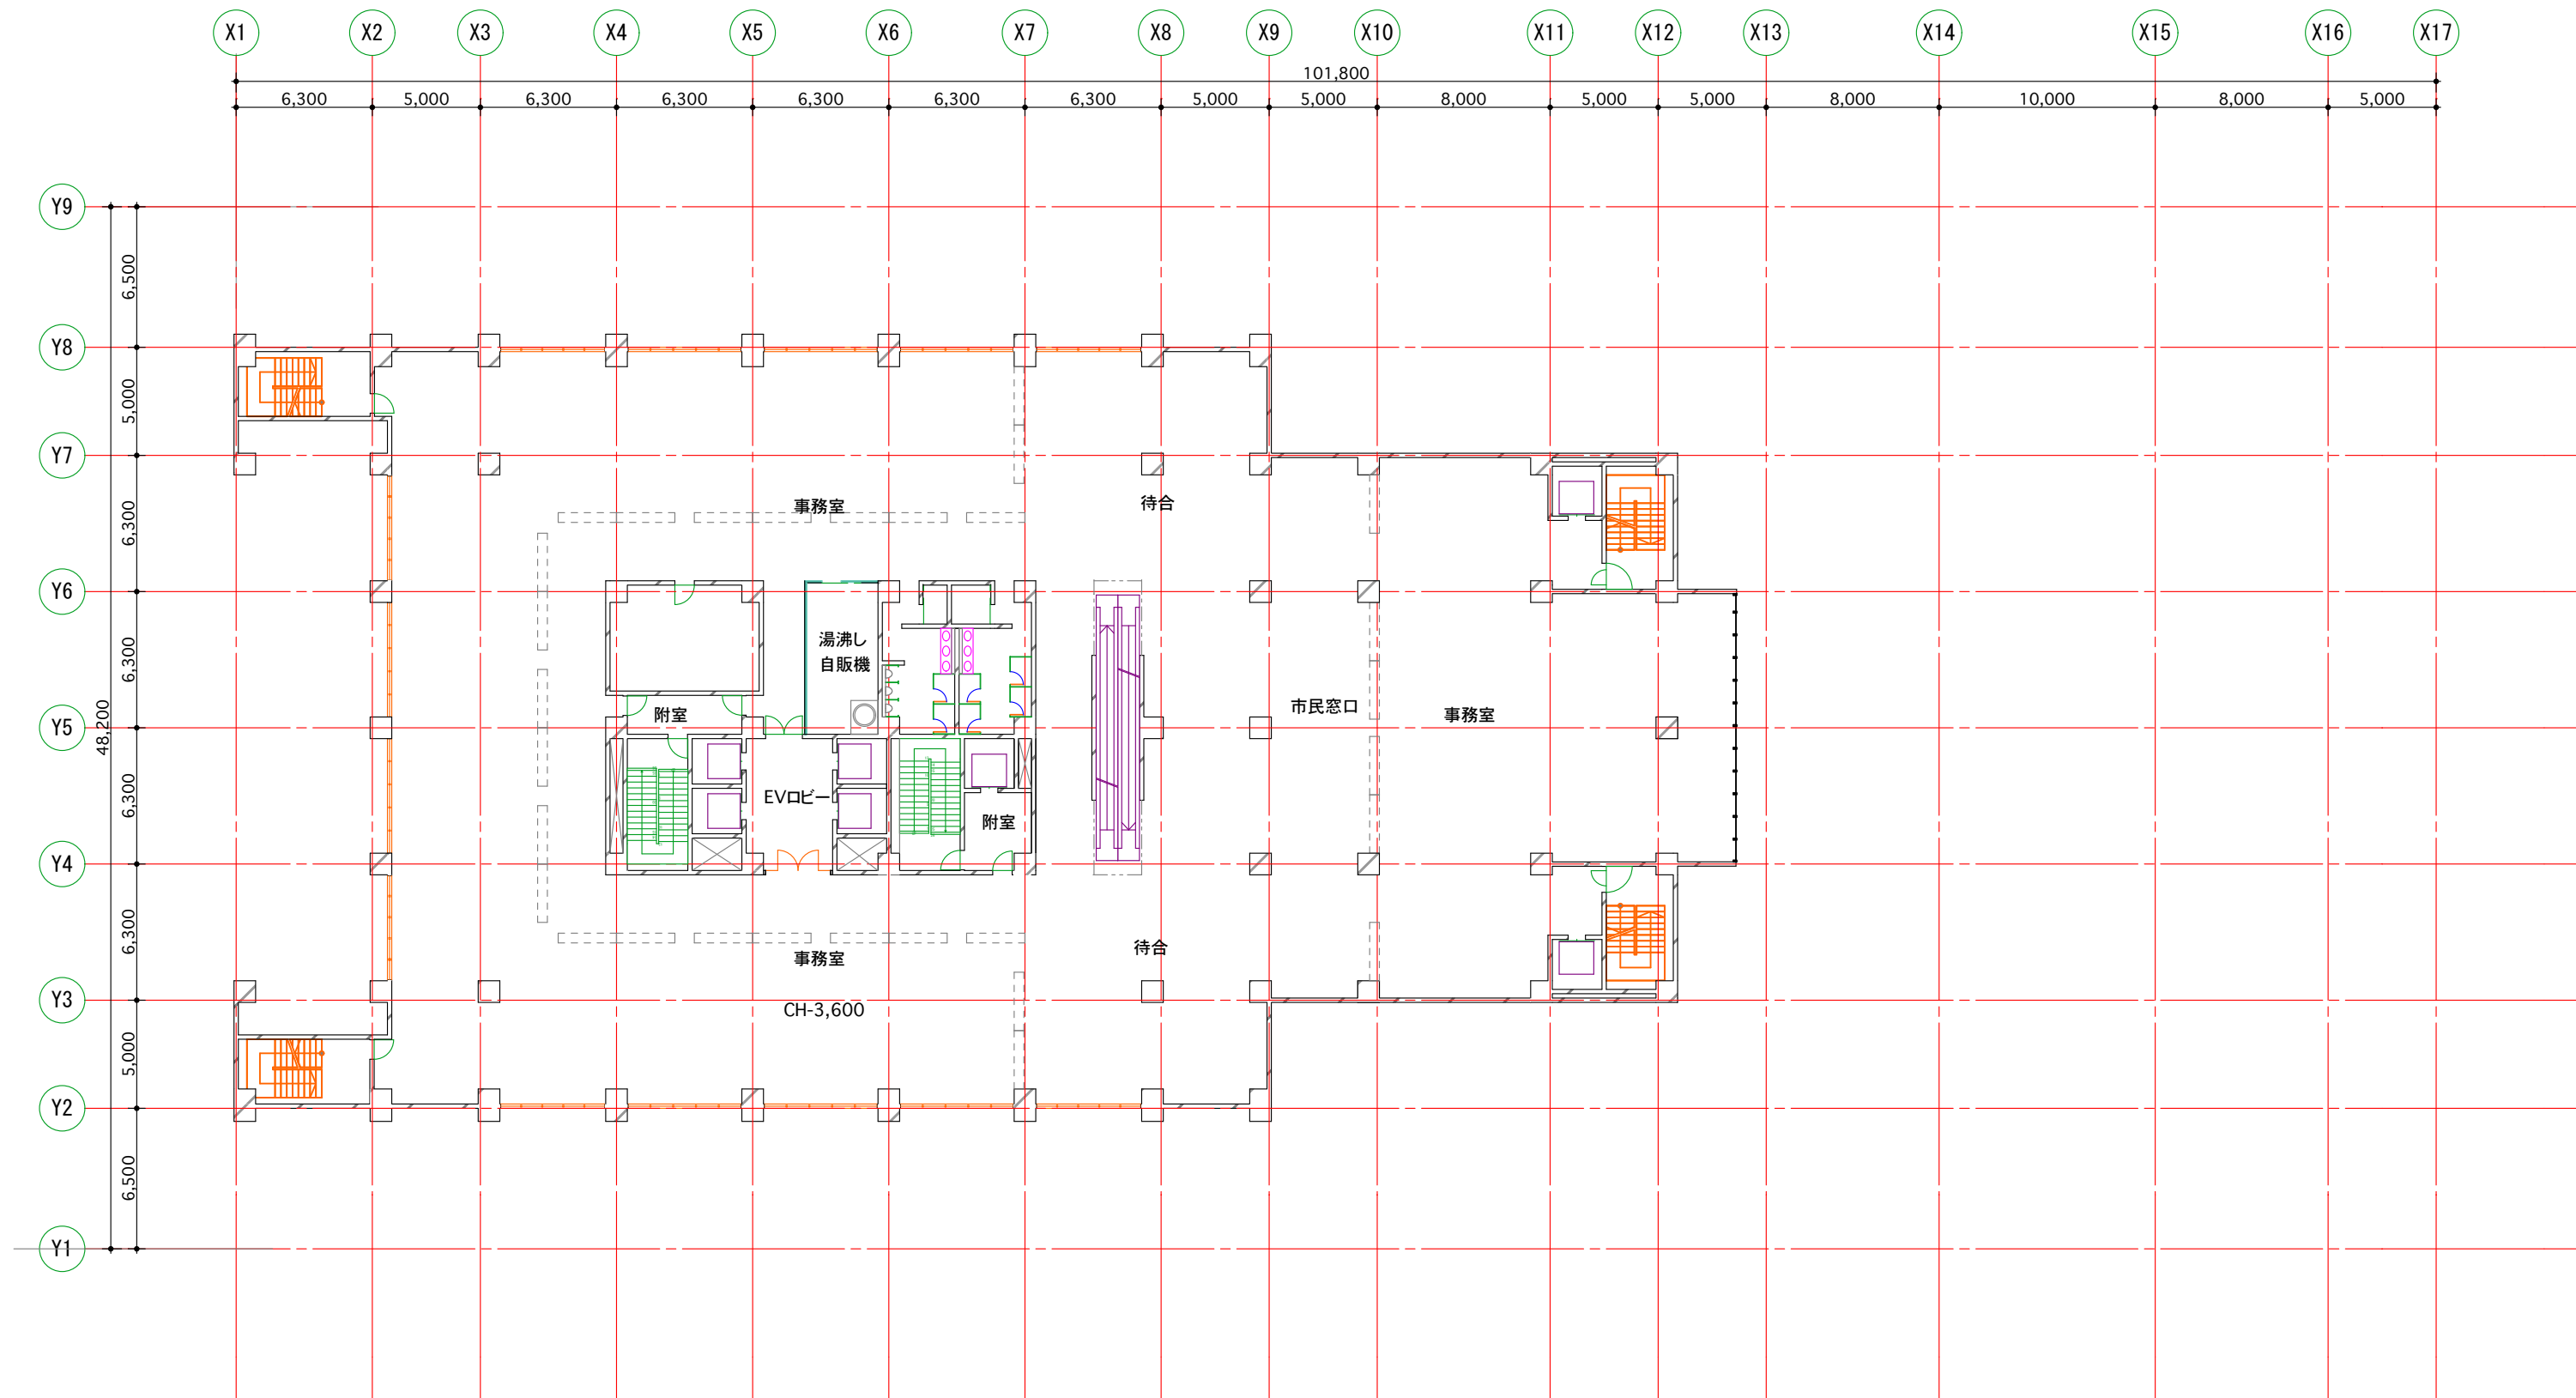 X1 X2 X3 X4 X5 X6 X7 X8 X9 X10 X11 X12 X13 X14 X15 X16 X17
101,800
6,300 5,000 6,300 6,300 6,300 6,300 6,300 5,000 5,000 8,000 5,000 5,000 8,000 10,000 8,000 5,000
Y9
6,500
Y8
5,000
Y7
6,300
Y6
6,300
Y5
48,200
6,300
Y4
6,300
Y3
5,000
Y2
6,500
Y1
事務室
待合
湯沸し
自販機
附室
市民窓口
事務室
EVロビー
附室
待合
事務室
CH-3,600